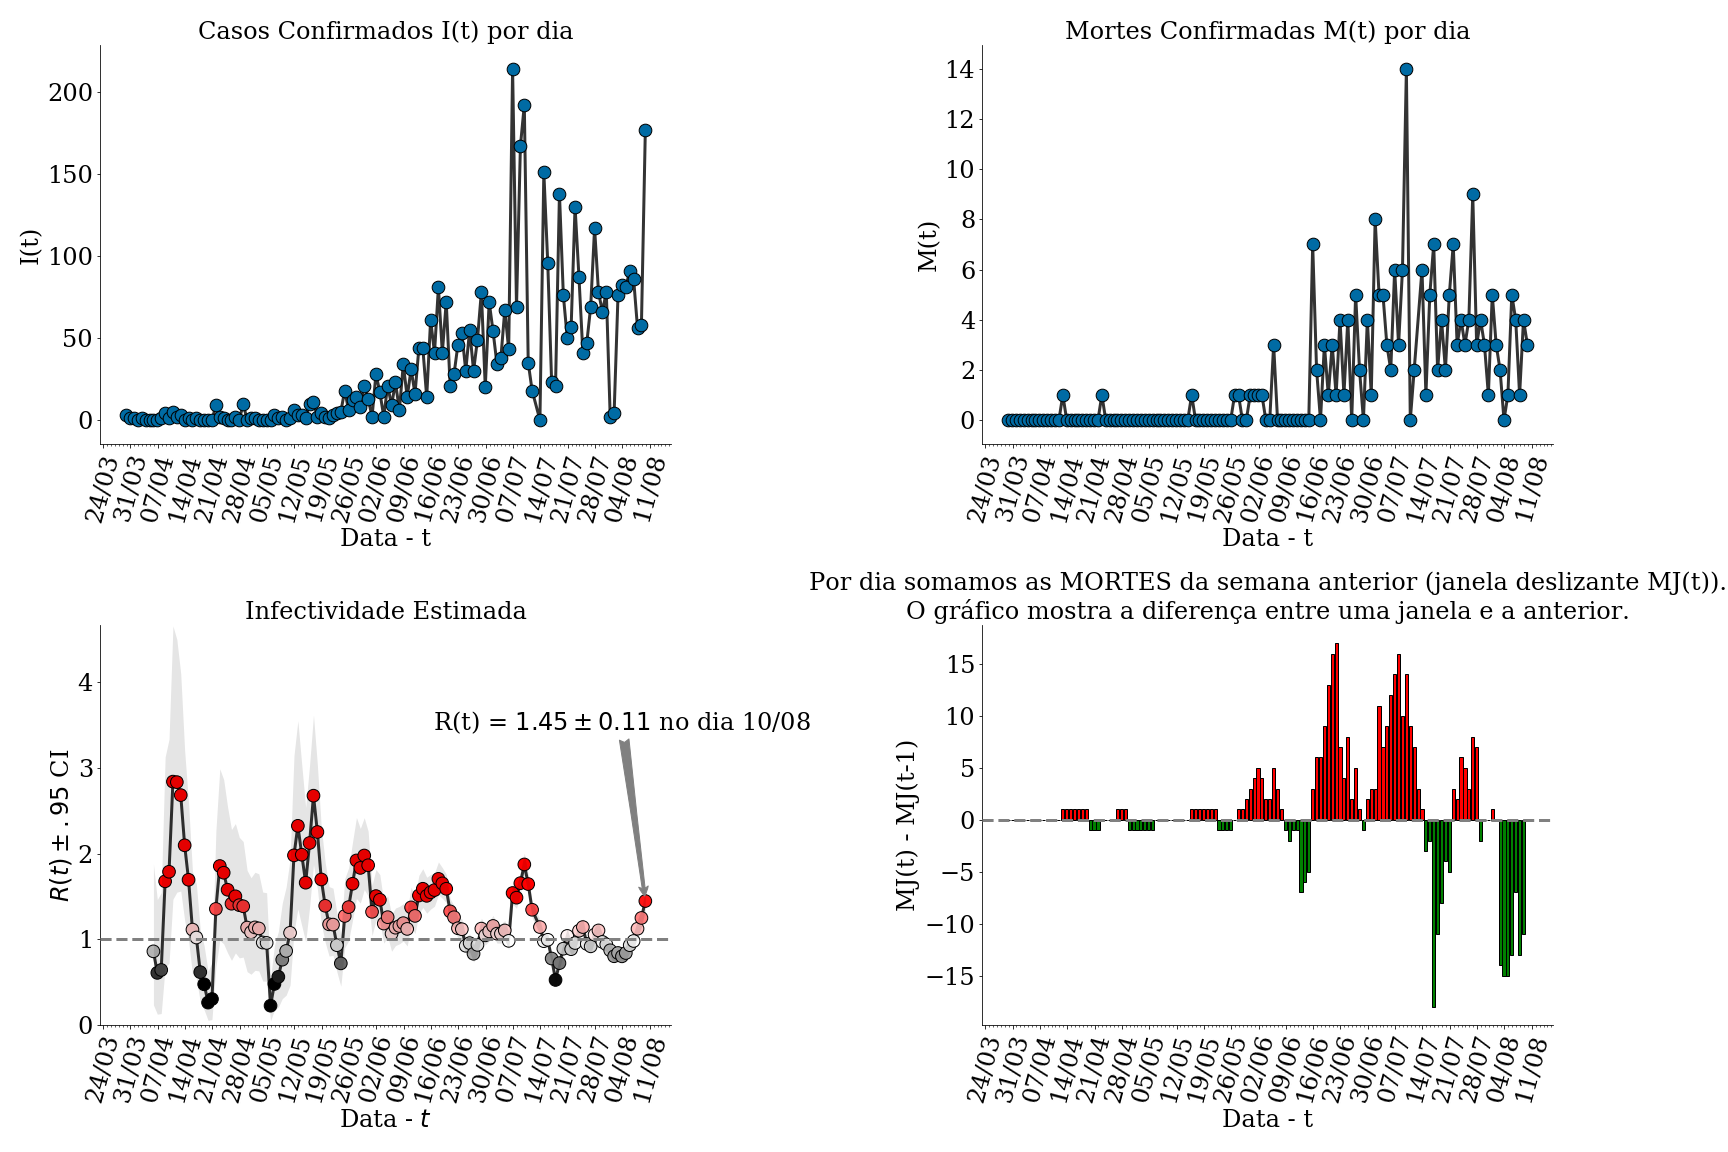 Casos Confirmados I(t) por dia
I(t)
200
150
100
50
0
24/03 31/03 07/04 14/04 21/04 28/04 05/05 12/05 19/05 26/05 02/06 09/06 16/06 23/06 30/06 07/07 14/07 21/07 28/07 04/08 11/08
Data - t
Mortes Confirmadas M(t) por dia
M(t)
14
12
10
8
6
4
2
0
24/03 31/03 07/04 14/04 21/04 28/04 05/05 12/05 19/05 26/05 02/06 09/06 16/06 23/06 30/06 07/07 14/07 21/07 28/07 04/08 11/08
Data - t
Infectividade Estimada
R(t) ± .95 CI
4
3
2
1
0
R(t) = 1.45 ± 0.11 no dia 10/08
24/03 31/03 07/04 14/04 21/04 28/04 05/05 12/05 19/05 26/05 02/06 09/06 16/06 23/06 30/06 07/07 14/07 21/07 28/07 04/08 11/08
Data - t
Por dia somamos as MORTES da semana anterior (janela deslizante MJ(t)).
O gráfico mostra a diferença entre uma janela e a anterior.
MJ(t) - MJ(t-1)
15
10
5
0
−5
−10
−15
24/03 31/03 07/04 14/04 21/04 28/04 05/05 12/05 19/05 26/05 02/06 09/06 16/06 23/06 30/06 07/07 14/07 21/07 28/07 04/08 11/08
Data - t